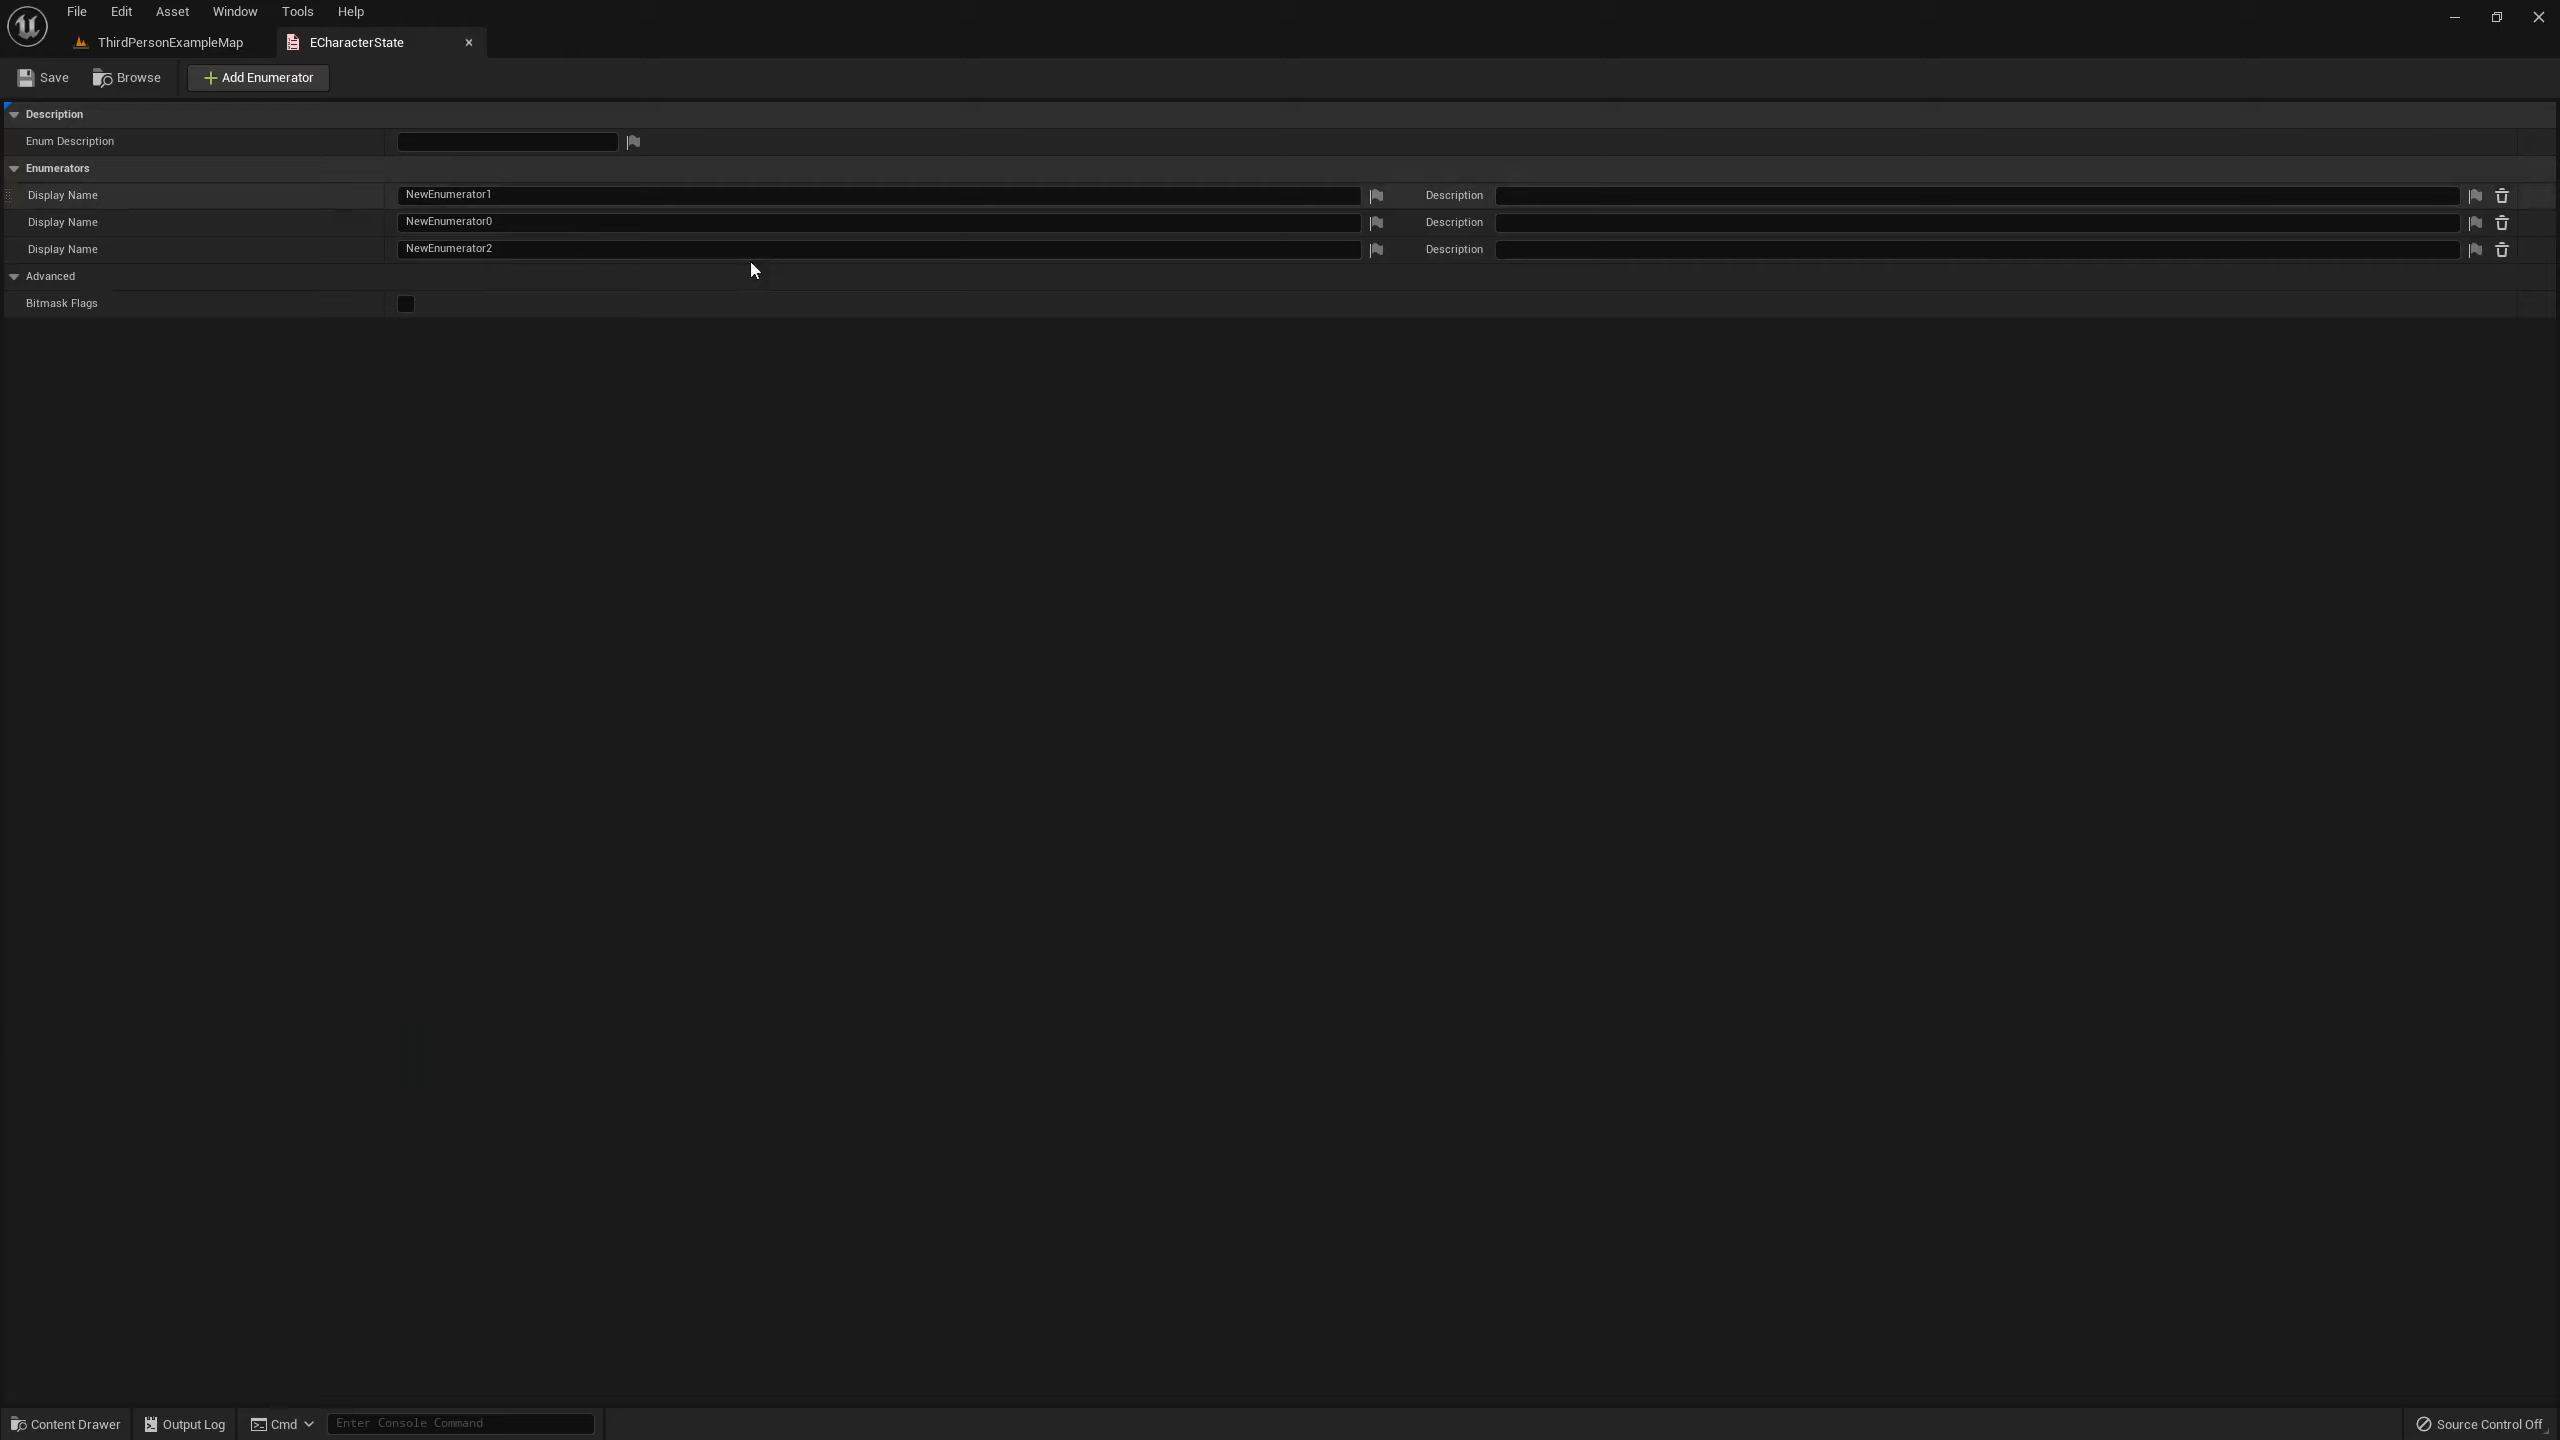 File Edit Asset Window Tools Help
ThirdPersonExampleMap ECharacterState
Save Browse Add Enumerator
Description
Enum Description
Enumerators
Display Name NewEnumerator1 Description
Display Name NewEnumerator0 Description
Display Name NewEnumerator2 Description
Advanced
Bitmask Flags
Content Drawer Output Log Cmd Enter Console Command Source Control Off